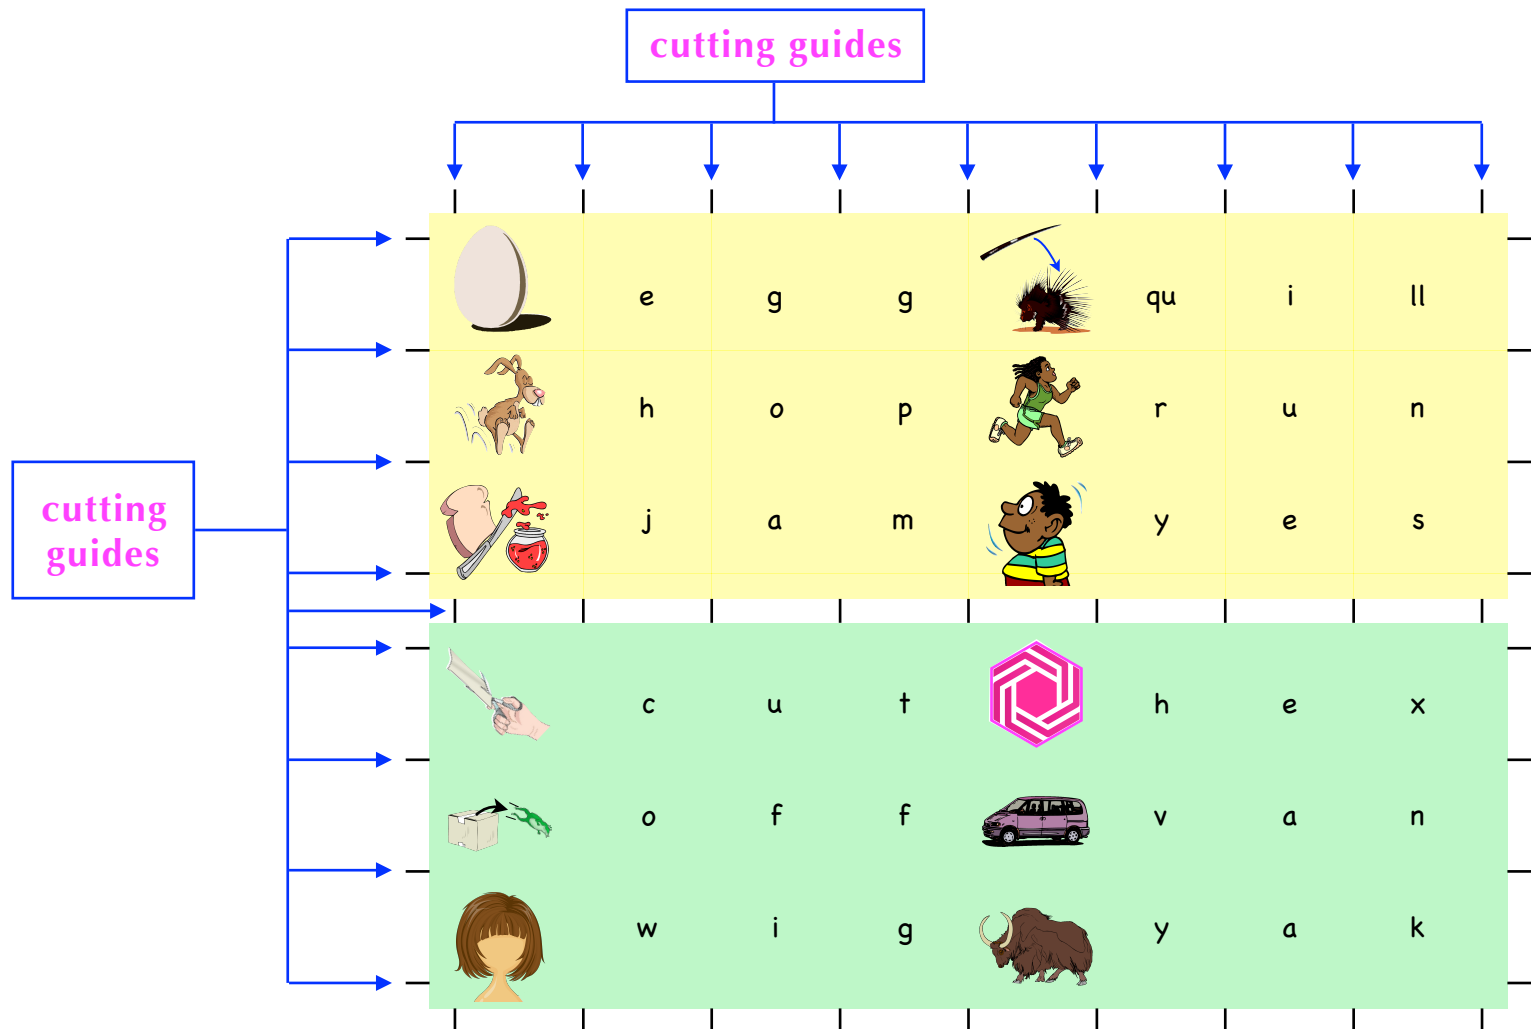 cutting guides
cutting
guides
e g g qu i ll
h o p r u n
j a m y e s
c u t h e x
o f f v a n
w i g y a k